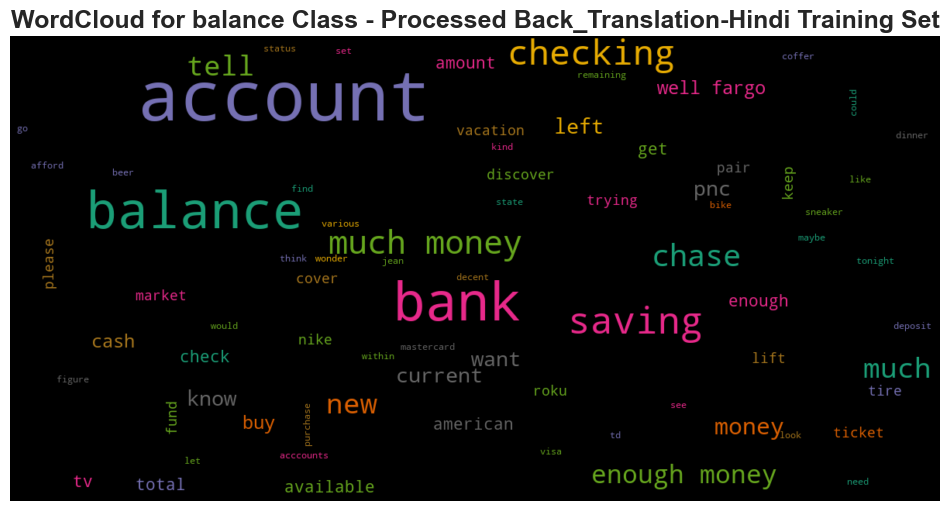 WordCloud for balance Class - Processed Back_Translation-Hindi Training Set
status
set
checking
coffer
tell
amount
remaining
account
well fargo
could
go
vacation
left
dinner
kind
get
afford
beer
discover
pair
keep
like
find
pnc
balance
state
trying
bike
sneaker
various
much money
maybe
please
think
wonder
jean
chase
tonight
cover
decent
market
bank
enough
saving
would
deposit
cash
nike
check
within
mastercard
want
lift
much
figure
current
roku
tire
know
new
see
fund
buy
purchase
american
money
look
ticket
td
let
acccounts
visa
tv
total
available
enough money
need